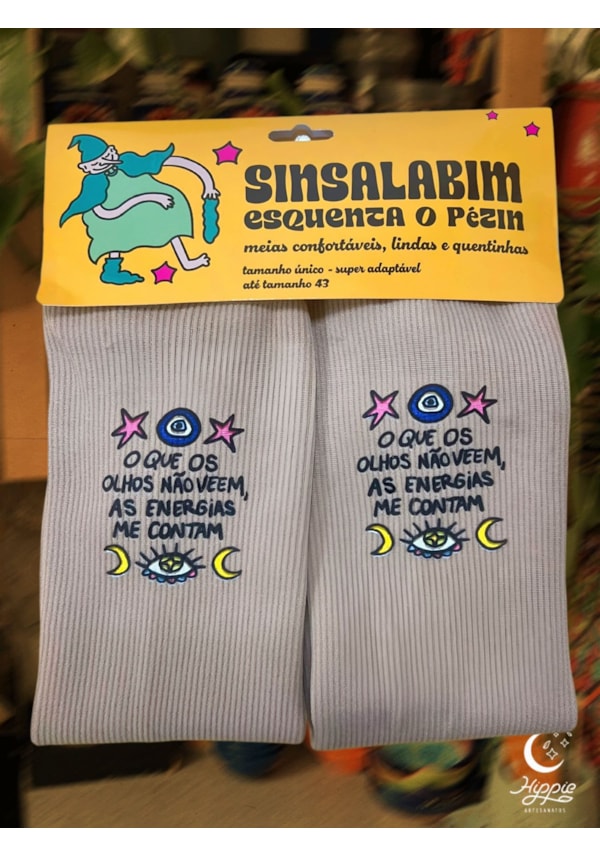 SINSALABIM
ESQUENTA O PÉZIN
meias confortáveis, lindas e quentinhas
tamanho único - super adaptável
até tamanho 43
O QUE OS
OLHOS NÃO VEEM,
AS ENERGIAS
ME CONTAM
O QUE OS
OLHOS NÃO VEEM,
AS ENERGIAS
ME CONTAM
Hippie
ARTESANATOS